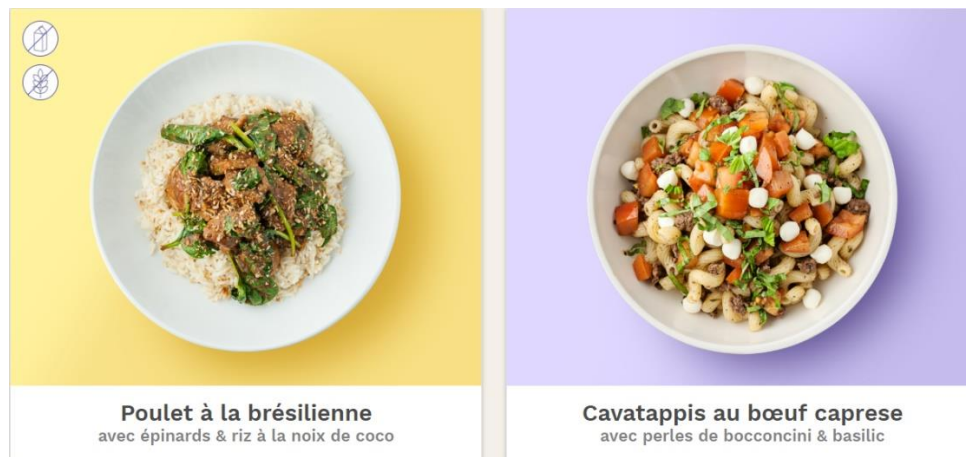 Poulet à la brésilienne
avec épinards & riz à la noix de coco
Cavatappis au bœuf caprese
avec perles de bocconcini & basilic